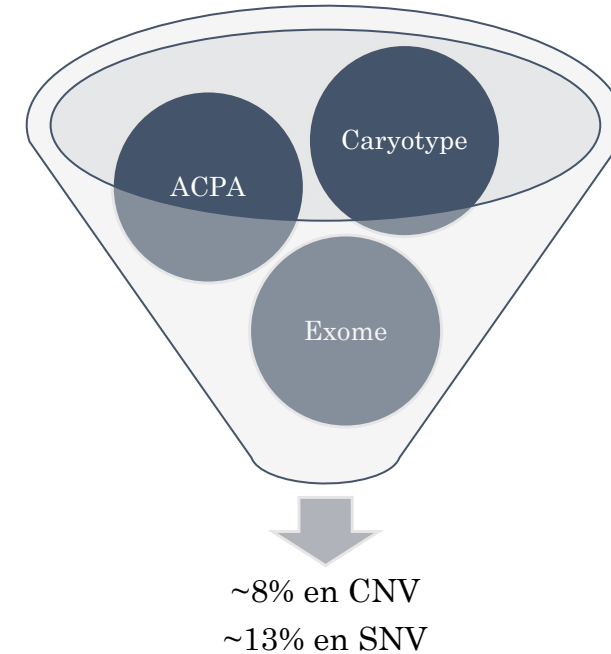 Caryotype
ACPA
Exome
~8% en CNV
~13% en SNV